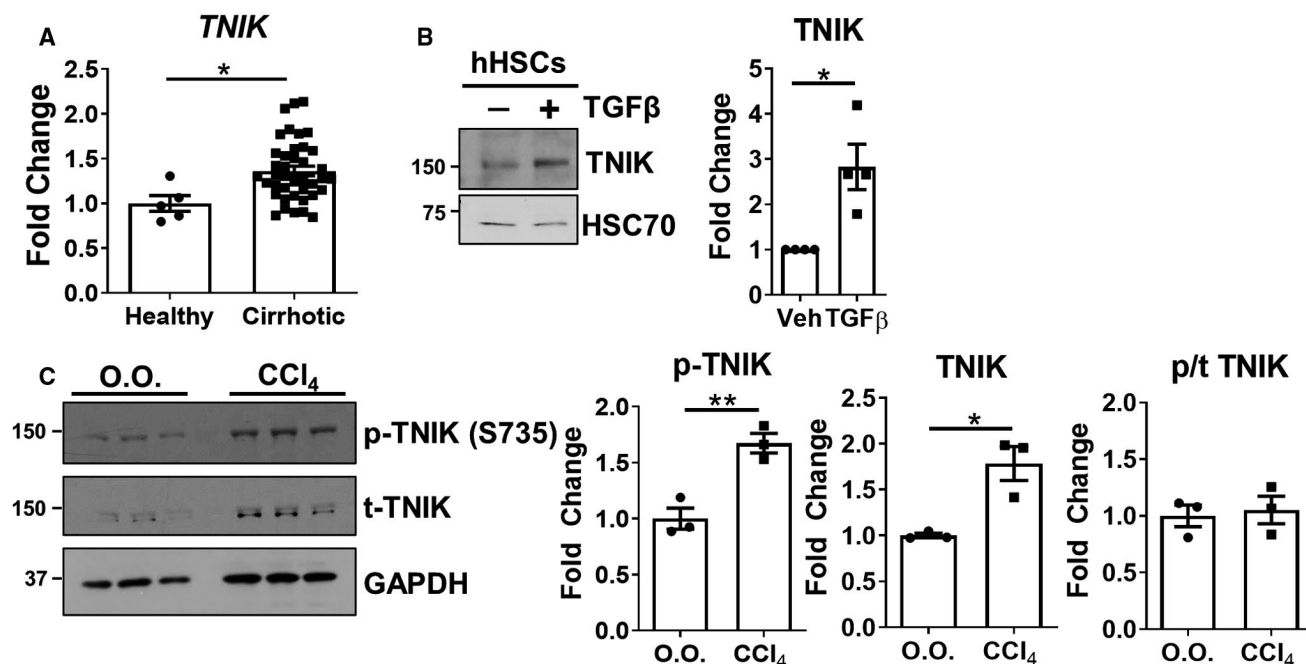 A
TNIK
*
Fold Change
2.5
2.0
1.5
1.0
0.5
0.0
Healthy Cirrhotic
B
hHSCs
− + TGFβ
150
TNIK
75
HSC70
TNIK
*
Fold Change
5
4
3
2
1
0
Veh TGFβ
C
O.O. CCl₄
150
p-TNIK (S735)
150
t-TNIK
37
GAPDH
p-TNIK
**
Fold Change
2.0
1.5
1.0
0.5
0.0
O.O. CCl₄
TNIK
*
Fold Change
2.5
2.0
1.5
1.0
0.5
0.0
O.O. CCl₄
p/t TNIK
Fold Change
2.0
1.5
1.0
0.5
0.0
O.O. CCl₄